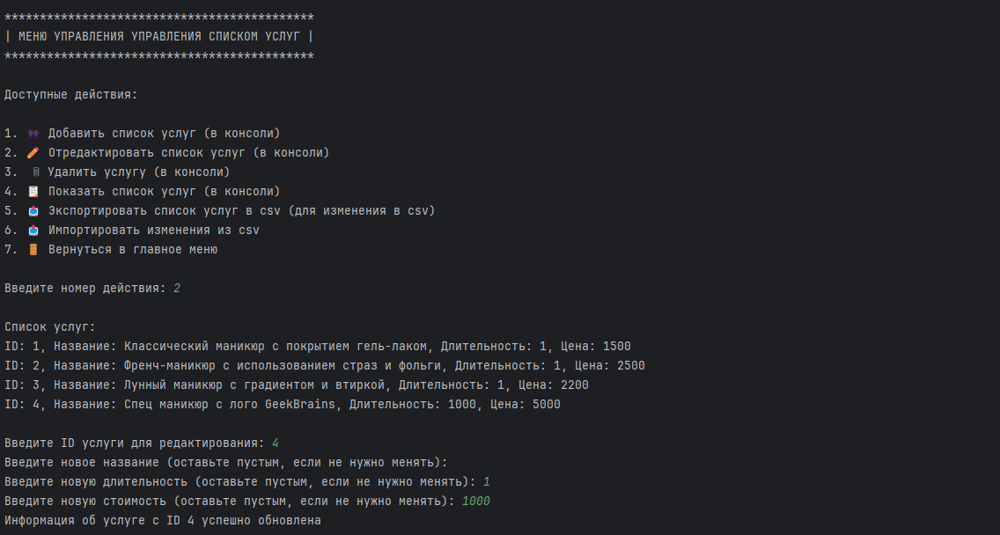 ********************************************
| МЕНЮ УПРАВЛЕНИЯ УПРАВЛЕНИЯ СПИСКОМ УСЛУГ |
********************************************
Доступные действия:
1. 👥 Добавить список услуг (в консоли)
2. ✏️ Отредактировать список услуг (в консоли)
3. 🗑 Удалить услугу (в консоли)
4. 📋 Показать список услуг (в консоли)
5. 📤 Экспортировать список услуг в csv (для изменения в csv)
6. 📤 Импортировать изменения из csv
7. 🚪 Вернуться в главное меню
Введите номер действия: 2
Список услуг:
ID: 1, Название: Классический маникюр с покрытием гель-лаком, Длительность: 1, Цена: 1500
ID: 2, Название: Френч-маникюр с использованием страз и фольги, Длительность: 1, Цена: 2500
ID: 3, Название: Лунный маникюр с градиентом и втиркой, Длительность: 1, Цена: 2200
ID: 4, Название: Спец маникюр с лого GeekBrains, Длительность: 1000, Цена: 5000
Введите ID услуги для редактирования: 4
Введите новое название (оставьте пустым, если не нужно менять):
Введите новую длительность (оставьте пустым, если не нужно менять): 1
Введите новую стоимость (оставьте пустым, если не нужно менять): 1000
Информация об услуге с ID 4 успешно обновлена